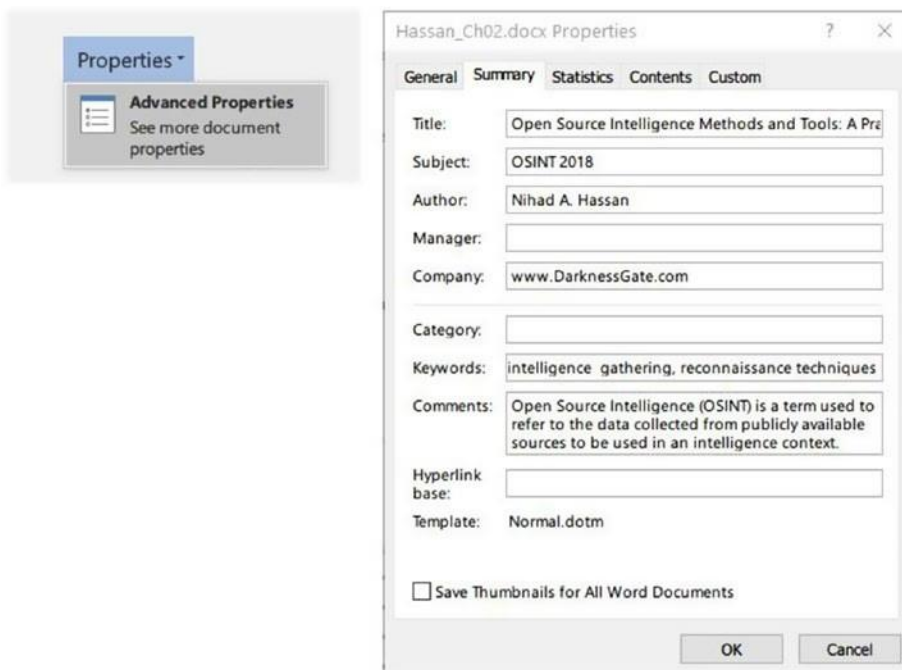 Properties
Advanced Properties
See more document
properties
Hassan_Ch02.docx Properties
General Summary Statistics Contents Custom
Title: Open Source Intelligence Methods and Tools: A Pra
Subject: OSINT 2018
Author: Nihad A. Hassan
Manager:
Company: www.DarknessGate.com
Category:
Keywords: intelligence gathering, reconnaissance techniques
Comments: Open Source Intelligence (OSINT) is a term used to
refer to the data collected from publicly available
sources to be used in an intelligence context.
Hyperlink
base:
Template: Normal.dotm
Save Thumbnails for All Word Documents
OK Cancel